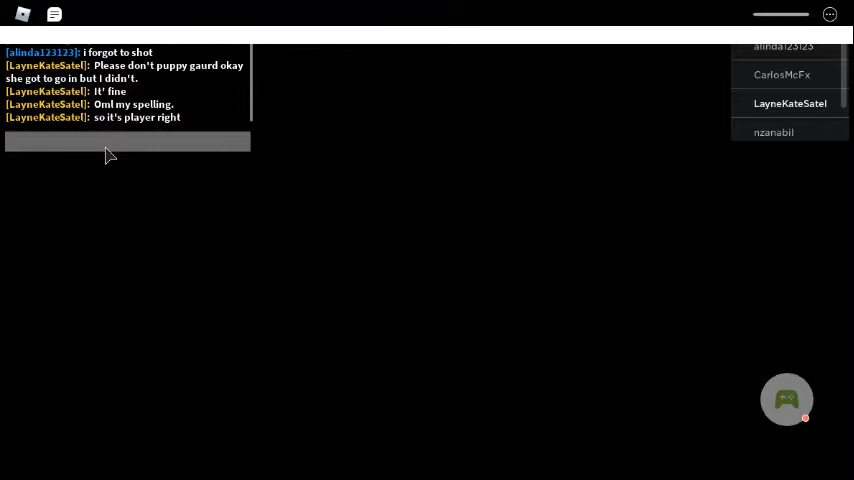 [alinda123123]: i forgot to shot
[LayneKateSatel]: Please don't puppy gaurd okay
she got to go in but I didn't.
[LayneKateSatel]: It' fine
[LayneKateSatel]: Oml my spelling.
[LayneKateSatel]: so it's player right
alinda123123
CarlosMcFx
LayneKateSatel
nzanabil